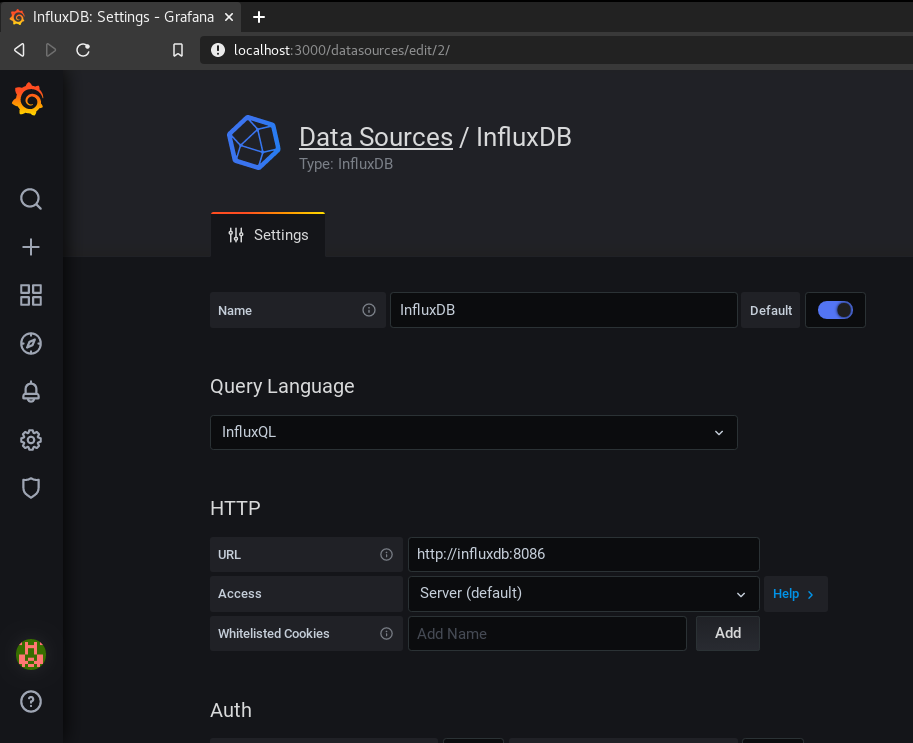 InfluxDB: Settings - Grafana
localhost:3000/datasources/edit/2/
Data Sources / InfluxDB
Type: InfluxDB
Settings
Name InfluxDB Default
Query Language
InfluxQL
HTTP
URL http://influxdb:8086
Access Server (default) Help
Whitelisted Cookies Add Name Add
Auth